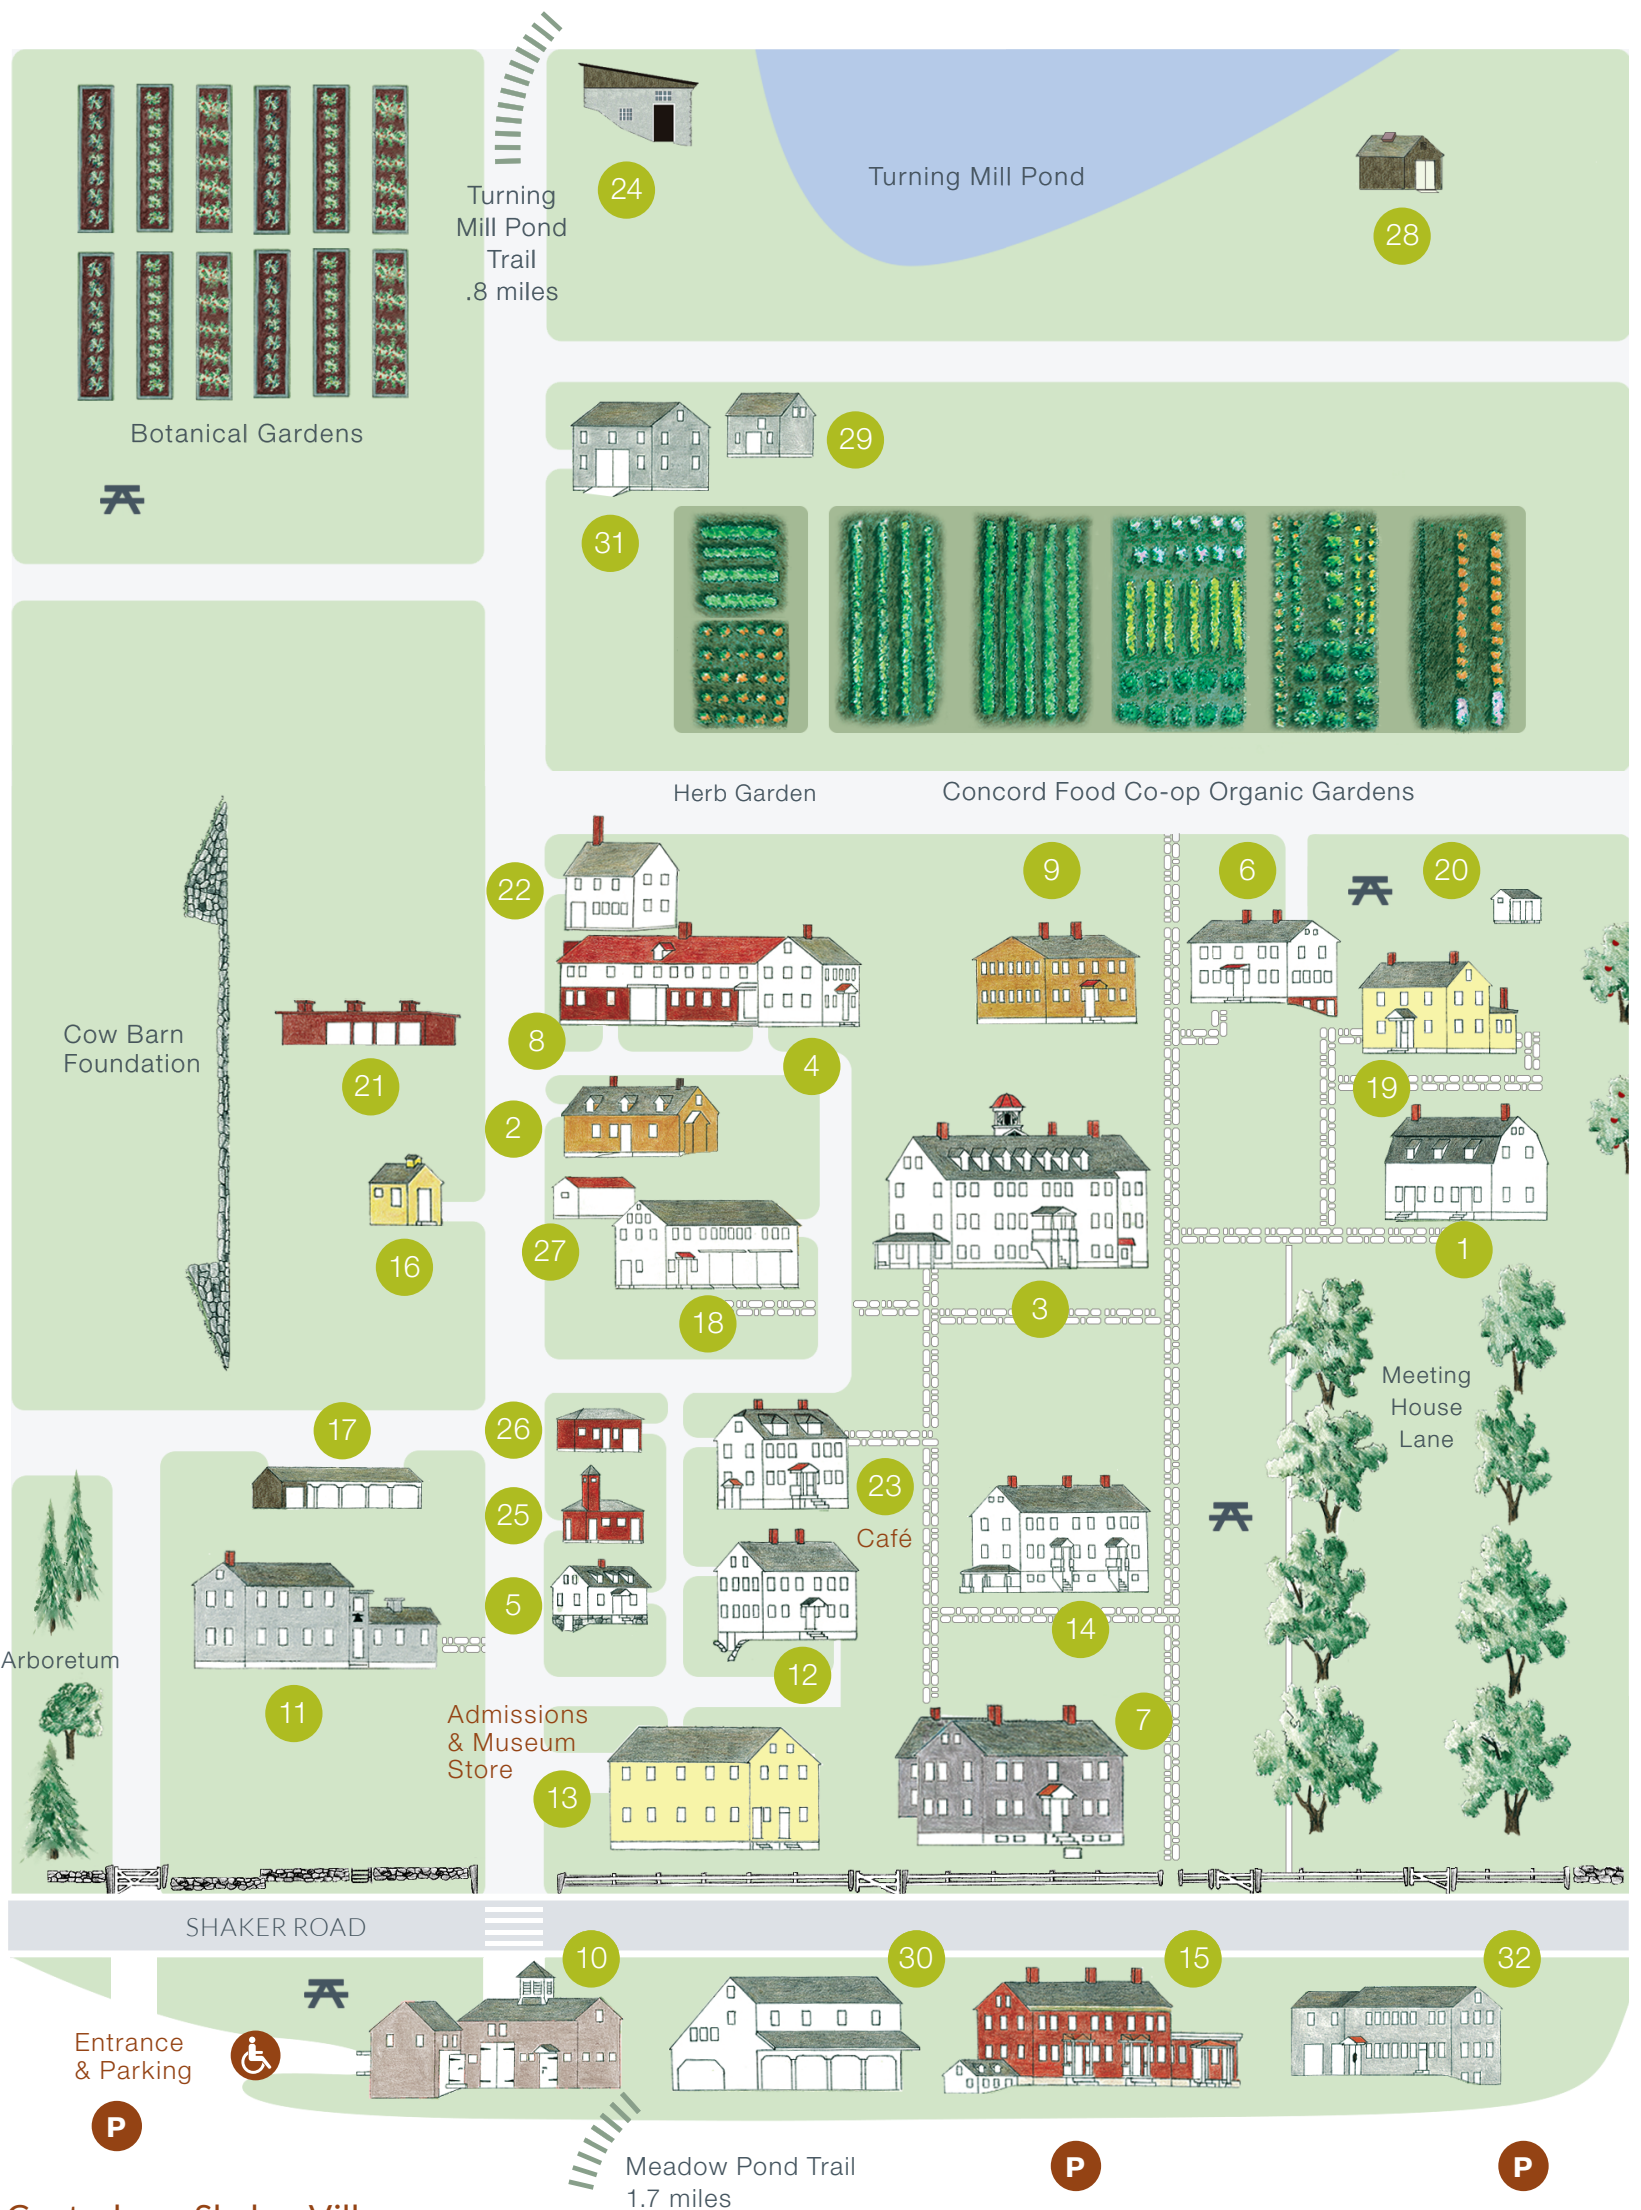 Turning
Mill Pond
Trail
.8 miles
24
Turning Mill Pond
28
Botanical Gardens
29
31
Herb Garden
Concord Food Co-op Organic Gardens
22
9
6
20
Cow Barn
Foundation
21
8
4
19
2
16
27
18
3
1
Meeting
House
Lane
17
26
25
5
23
Café
14
12
Arboretum
11
Admissions
& Museum
Store
13
7
SHAKER ROAD
10
30
15
32
Entrance
& Parking
P
P
P
Meadow Pond Trail
1.7 miles